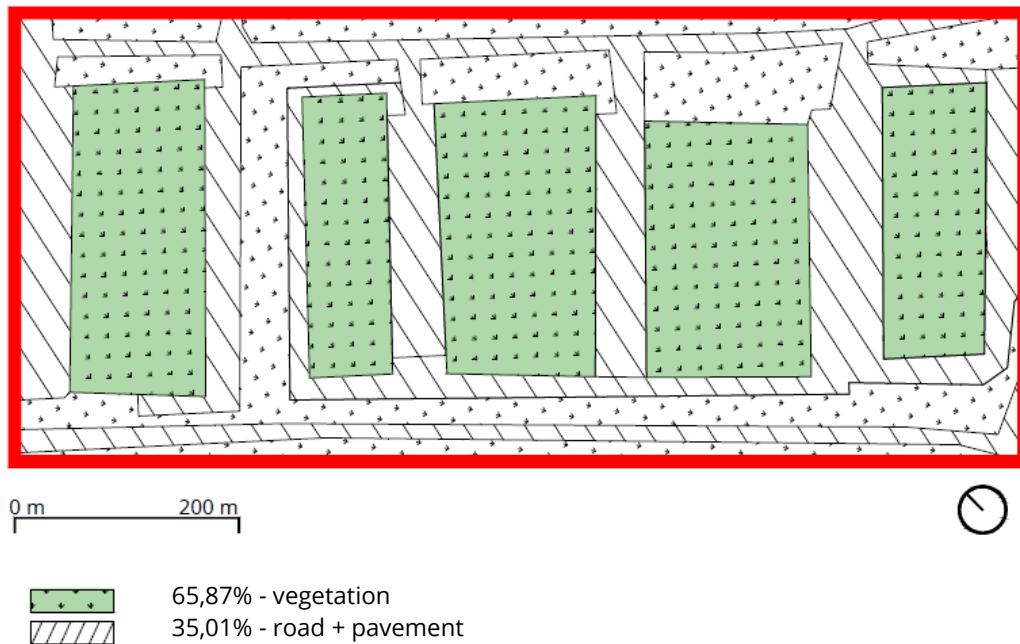 0 m 200 m
65,87% - vegetation
35,01% - road + pavement